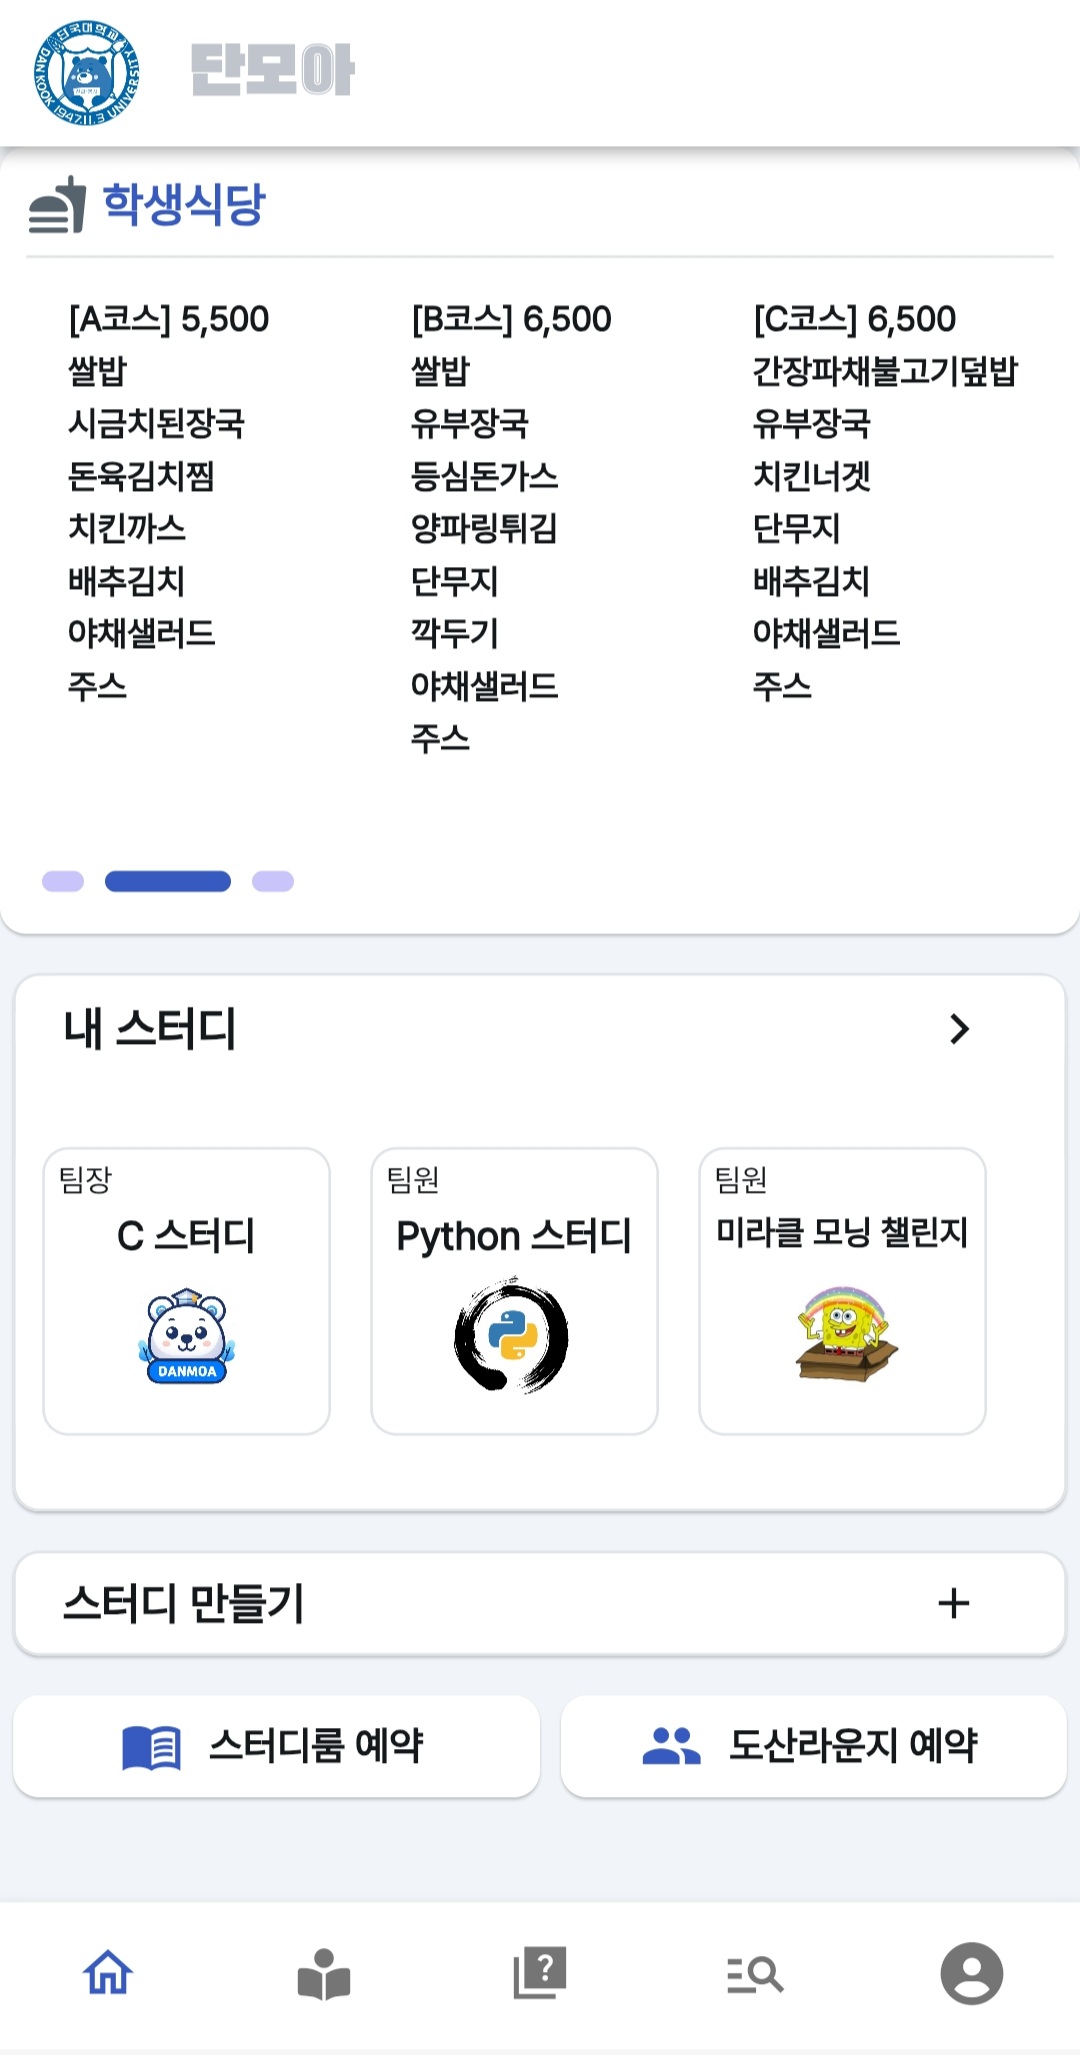 단국대학교
DANKOOK 1947.11.3 UNIVERSITY
단모아
학생식당
[A코스] 5,500
쌀밥
시금치된장국
돈육김치찜
치킨까스
배추김치
야채샐러드
주스
[B코스] 6,500
쌀밥
유부장국
등심돈가스
양파링튀김
단무지
깍두기
야채샐러드
주스
[C코스] 6,500
간장파채불고기덮밥
유부장국
치킨너겟
단무지
배추김치
야채샐러드
주스
내 스터디
팀장
C 스터디
DANMOA
팀원
Python 스터디
팀원
미라클 모닝 챌린지
스터디 만들기
스터디룸 예약
도산라운지 예약
?